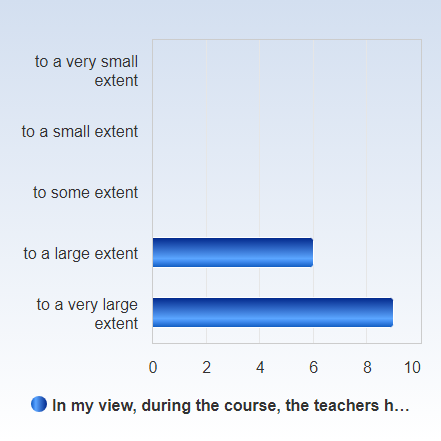 to a very small
extent
to a small extent
to some extent
to a large extent
to a very large
extent
0 2 4 6 8 10
In my view, during the course, the teachers h…